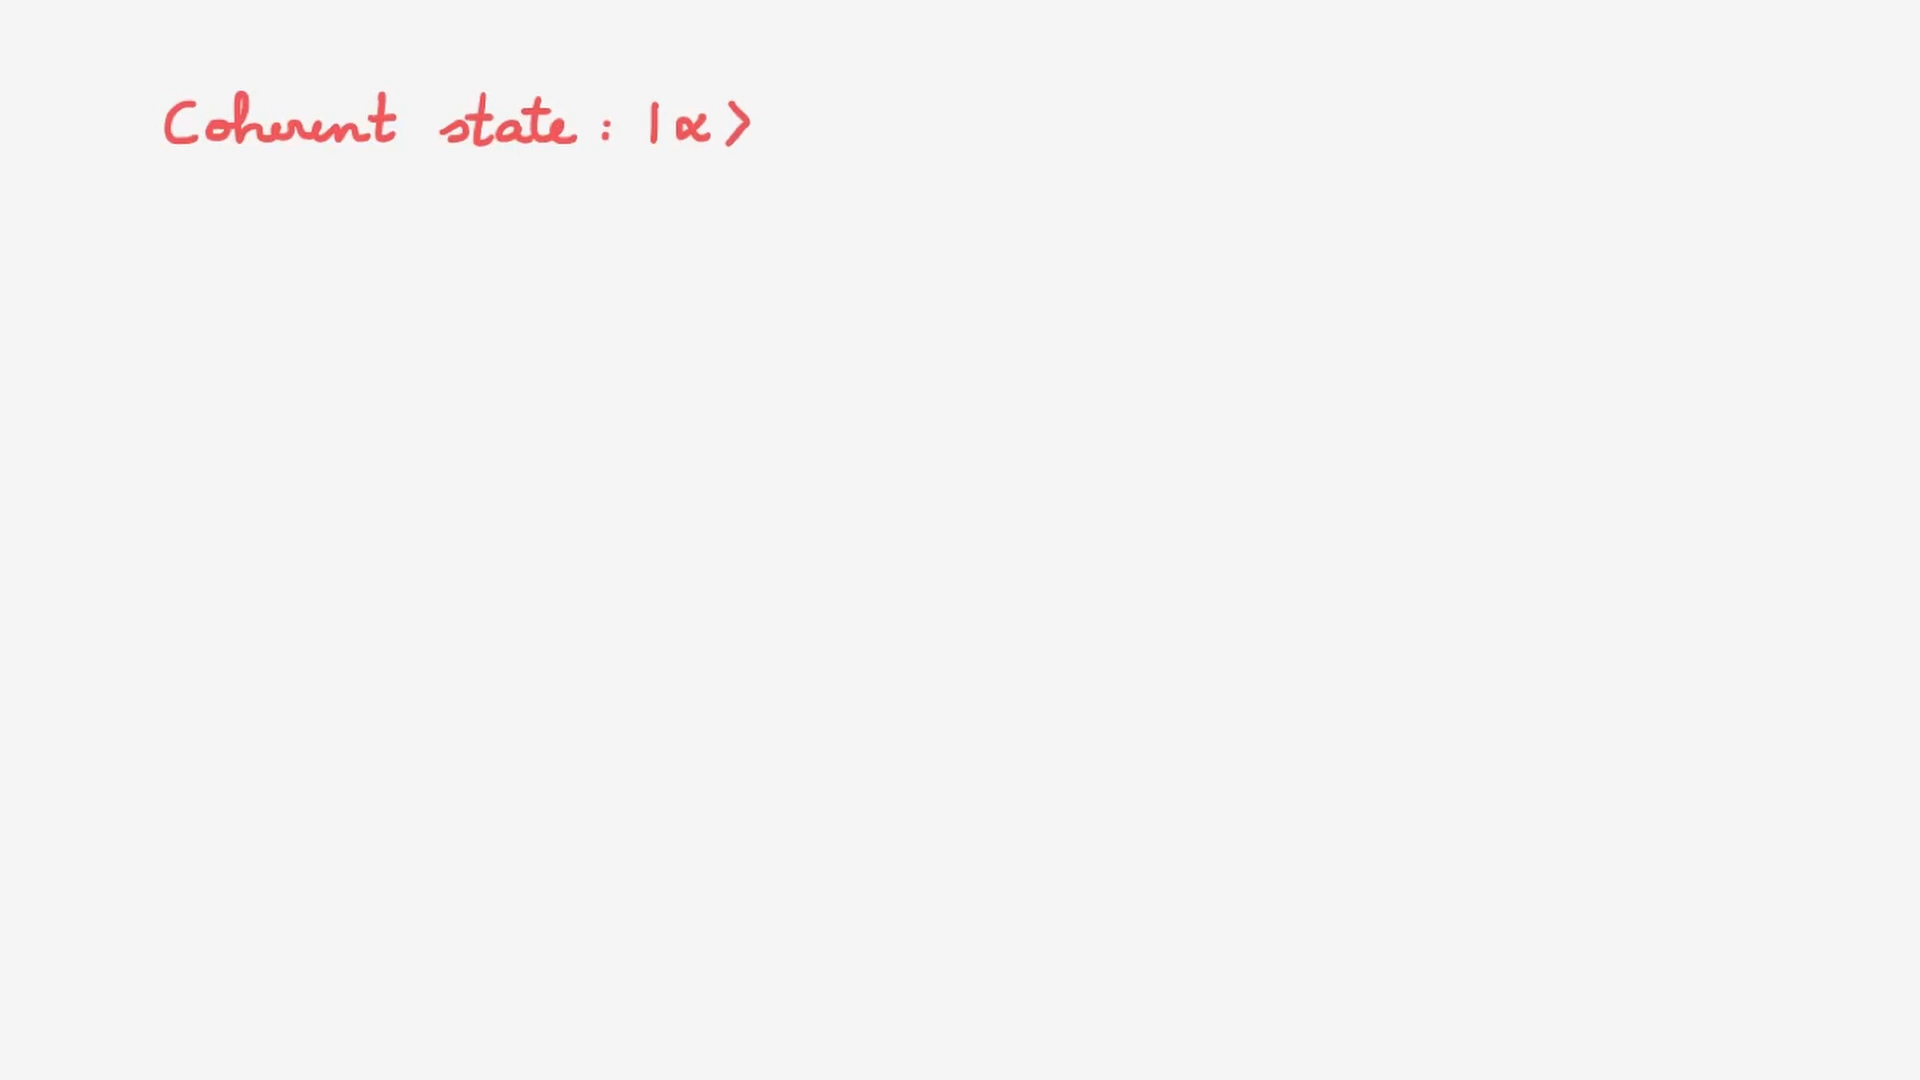 Coherent state : |α>